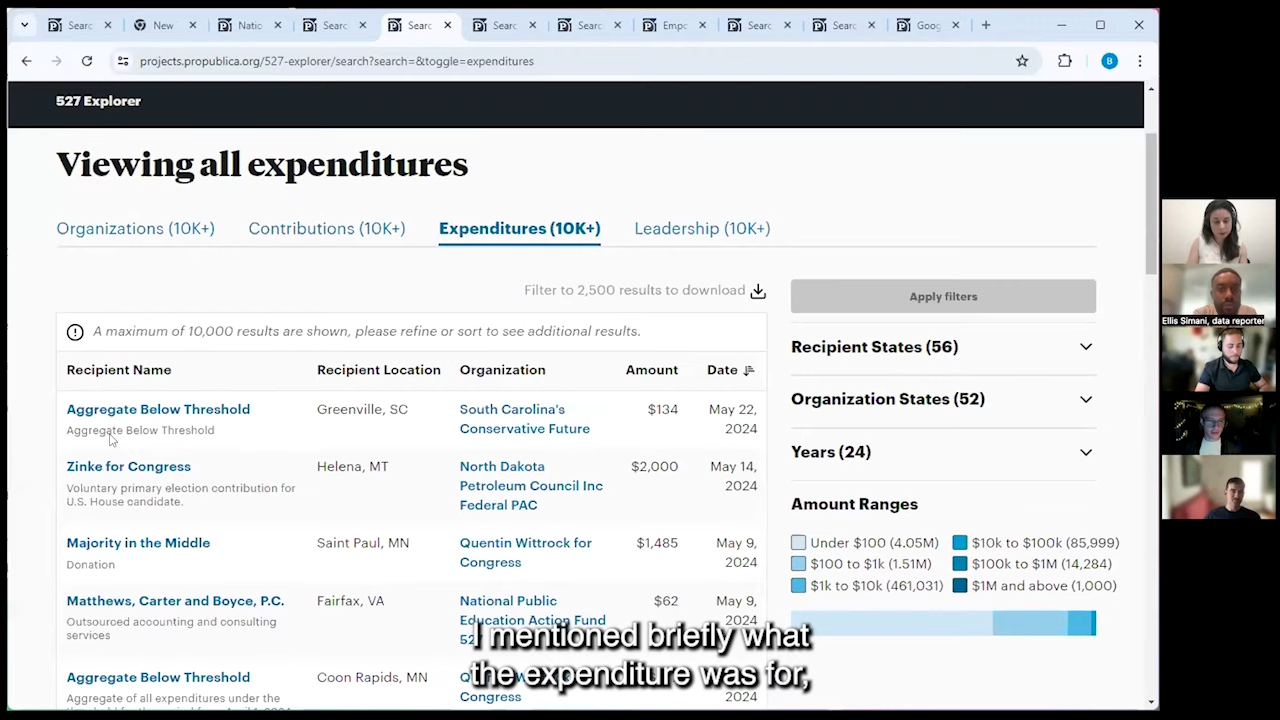 Searc
New
Natio
Searc
Searc
Searc
Searc
Empo
Searc
Searc
Goog
projects.propublica.org/527-explorer/search?search=&toggle=expenditures
B
527 Explorer
Viewing all expenditures
Organizations (10K+)
Contributions (10K+)
Expenditures (10K+)
Leadership (10K+)
Filter to 2,500 results to download
A maximum of 10,000 results are shown, please refine or sort to see additional results.
Recipient Name
Recipient Location
Organization
Amount
Date
Aggregate Below Threshold
Aggregate Below Threshold
Greenville, SC
South Carolina's
Conservative Future
$134
May 22,
2024
Zinke for Congress
Voluntary primary election contribution for
U.S. House candidate.
Helena, MT
North Dakota
Petroleum Council Inc
Federal PAC
$2,000
May 14,
2024
Majority in the Middle
Donation
Saint Paul, MN
Quentin Wittrock for
Congress
$1,485
May 9,
2024
Matthews, Carter and Boyce, P.C.
Outsourced accounting and consulting
services
Fairfax, VA
National Public
Education Action Fund
52
$62
May 9,
2024
Aggregate Below Threshold
Aggregate of all expenditures under the
Coon Rapids, MN
Congress
2024
Apply filters
Recipient States (56)
Organization States (52)
Years (24)
Amount Ranges
Under $100 (4.05M)
$10k to $100k (85,999)
$100 to $1k (1.51M)
$100k to $1M (14,284)
$1k to $10k (461,031)
$1M and above (1,000)
I mentioned briefly what
the expenditure was for,
Ellis Simani, data reporter